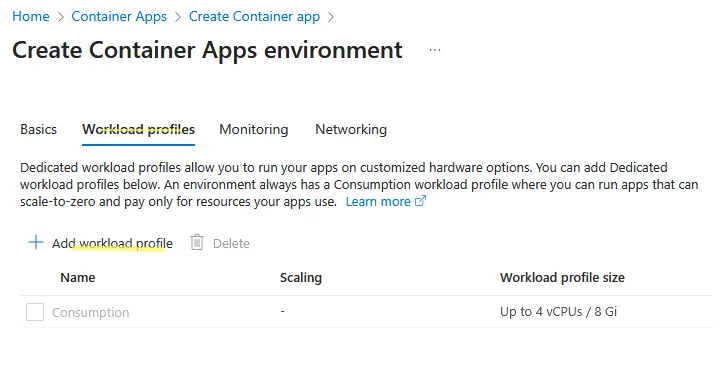 Home > Container Apps > Create Container app >
Create Container Apps environment ...
Basics Workload profiles Monitoring Networking
Dedicated workload profiles allow you to run your apps on customized hardware options. You can add Dedicated
workload profiles below. An environment always has a Consumption workload profile where you can run apps that can
scale-to-zero and pay only for resources your apps use. Learn more
+ Add workload profile Delete
Name Scaling Workload profile size
Consumption - Up to 4 vCPUs / 8 Gi